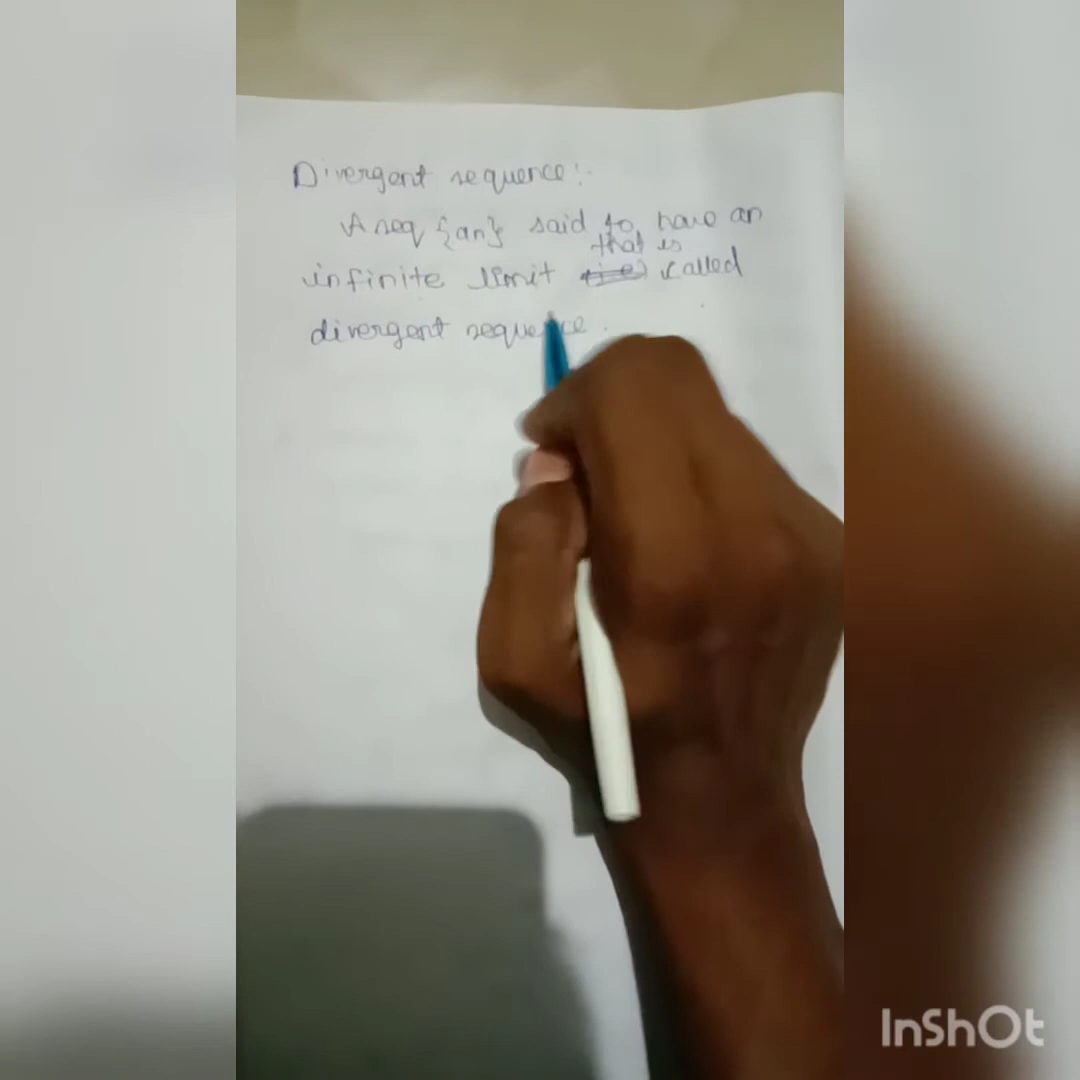 Divergent sequence:-
A seq {an} said to have an
that is
infinite limit called
divergent sequence.
InShOt